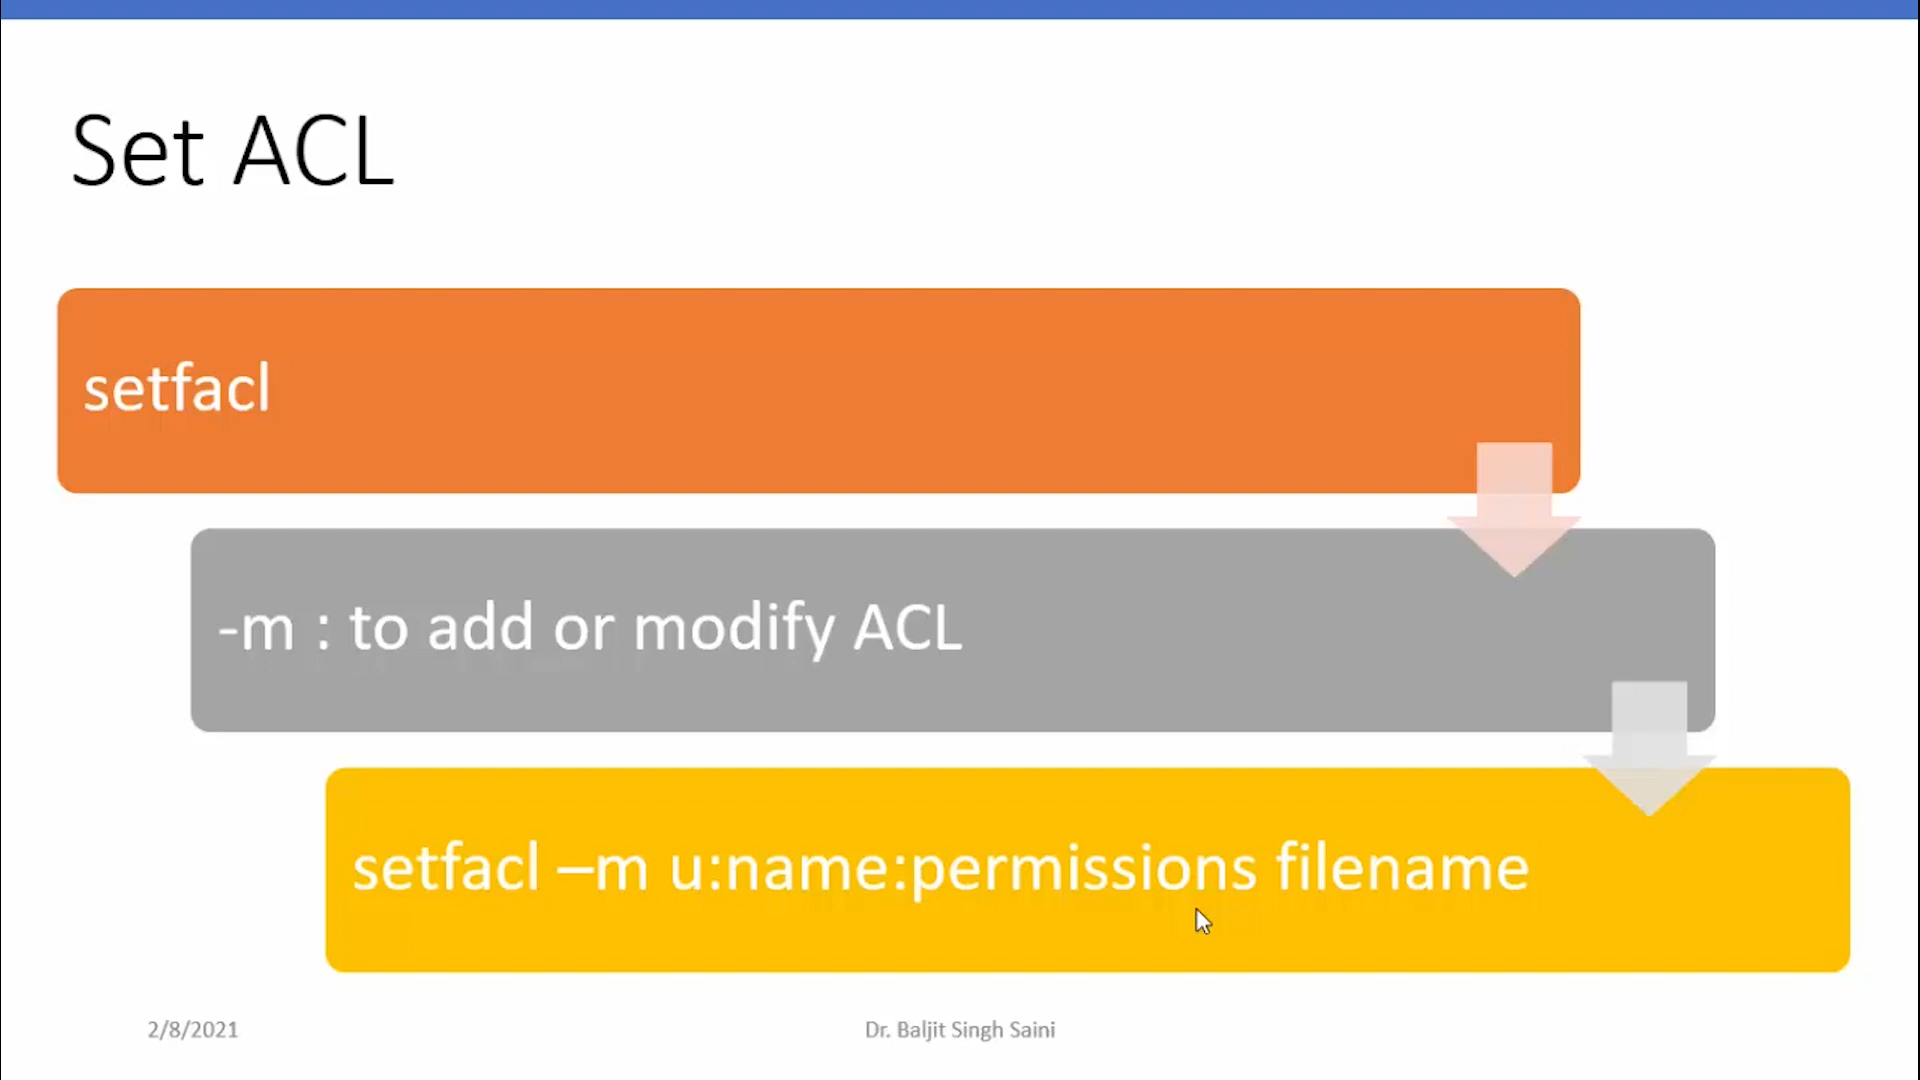 Set ACL
setfacl
-m : to add or modify ACL
setfacl –m u:name:permissions filename
2/8/2021
Dr. Baljit Singh Saini